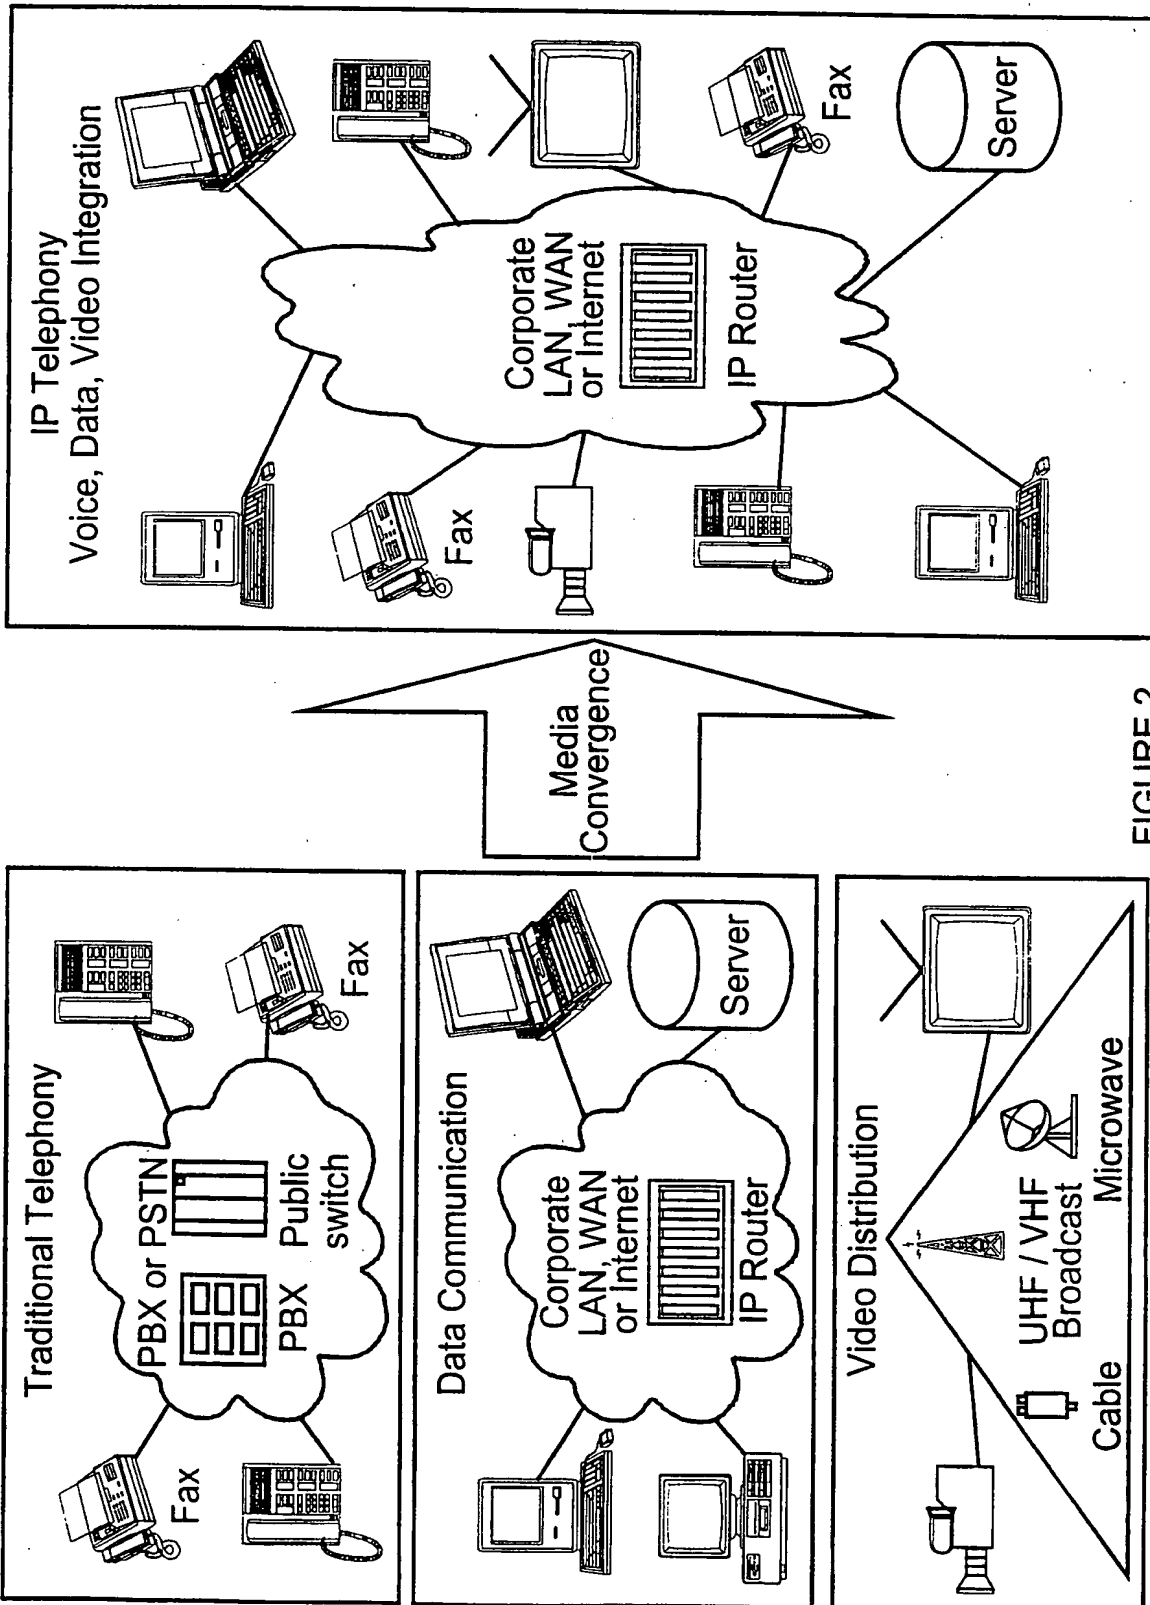 Traditional Telephony
PBX or PSTN
PBX
Public
switch
Fax
Fax
Data Communication
Corporate
LAN, WAN
or Internet
IP Router
Server
Video Distribution
UHF / VHF
Broadcast
Cable
Microwave
Media
Convergence
IP Telephony
Voice, Data, Video Integration
Fax
Corporate
LAN, WAN
or Internet
IP Router
Fax
Server
FIGURE 2